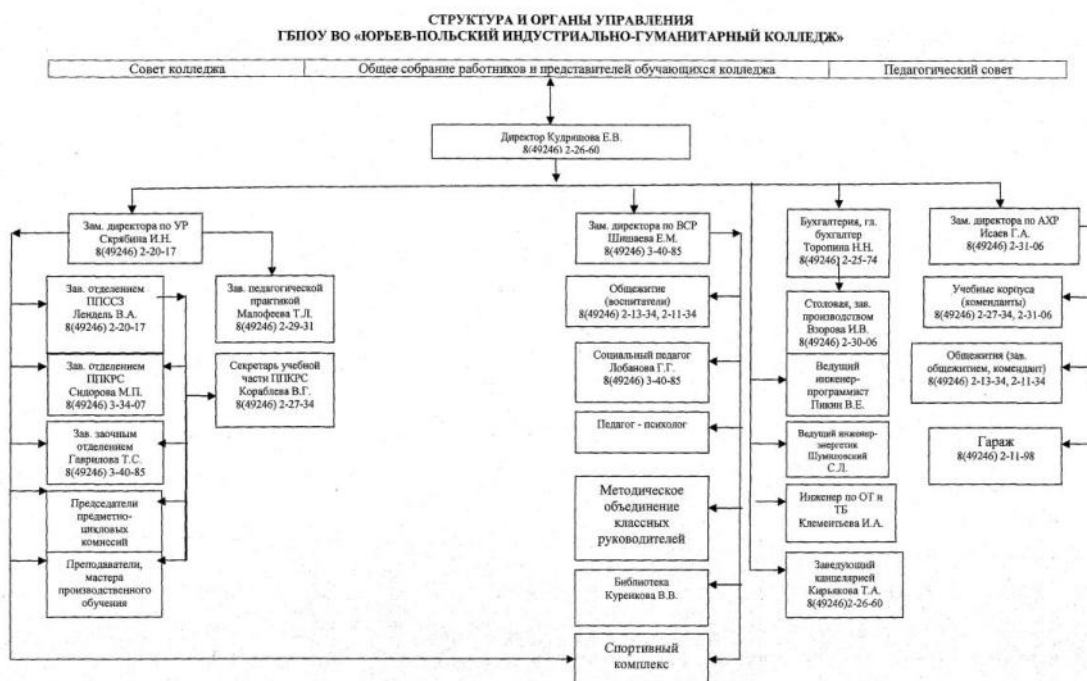 СТРУКТУРА И ОРГАНЫ УПРАВЛЕНИЯ
ГБПОУ ВО «ЮРЬЕВ-ПОЛЬСКИЙ ИНДУСТРИАЛЬНО-ГУМАНИТАРНЫЙ КОЛЛЕДЖ»
Совет колледжа
Общее собрание работников и представителей обучающихся колледжа
Педагогический совет
Директор Кудряшова Е.В.
8(49246) 2-26-60
Зам. директора по УР
Скрябина И.Н.
8(49246) 2-20-17
Зав. отделением
ППССЗ
Лендель В.А.
8(49246) 2-20-17
Зав. отделением
ППКРС
Сидорова М.П.
8(49246) 3-34-07
Зав. заочным
отделением
Гаврилова Т.С.
8(49246) 3-40-85
Председатели
предметно-
цикловых
комиссий
Преподаватели,
мастера
производственного
обучения
Зав. педагогической
практикой
Малофеева Т.Л.
8(49246) 2-29-31
Секретарь учебной
части ППКРС
Кораблева В.Г.
8(49246) 2-27-34
Зам. директора по ВСР
Шишаева Е.М.
8(49246) 3-40-85
Общежитие
(воспитатели)
8(49246) 2-13-34, 2-11-34
Социальный педагог
Лобанова Г.Г.
8(49246) 3-40-85
Педагог - психолог
Методическое
объединение
классных
руководителей
Библиотека
Куренкова В.В.
Спортивный
комплекс
Бухгалтерия, гл.
бухгалтер
Торопина Н.Н.
8(49246) 2-25-74
Столовая, зав.
производством
Взорова И.В.
8(49246) 2-30-06
Ведущий
инженер-
программист
Пикин В.Е.
Ведущий инженер-
энергетик
Шумиловский
С.Л.
Инженер по ОТ и
ТБ
Клементьева И.А.
Заведующий
канцелярией
Кирьякова Т.А.
8(49246)2-26-60
Зам. директора по АХР
Исаев Г.А.
8(49246) 2-31-06
Учебные корпуса
(коменданты)
8(49246) 2-27-34, 2-31-06
Общежития (зав.
общежитием, комендант)
8(49246) 2-13-34, 2-11-34
Гараж
8(49246) 2-11-98